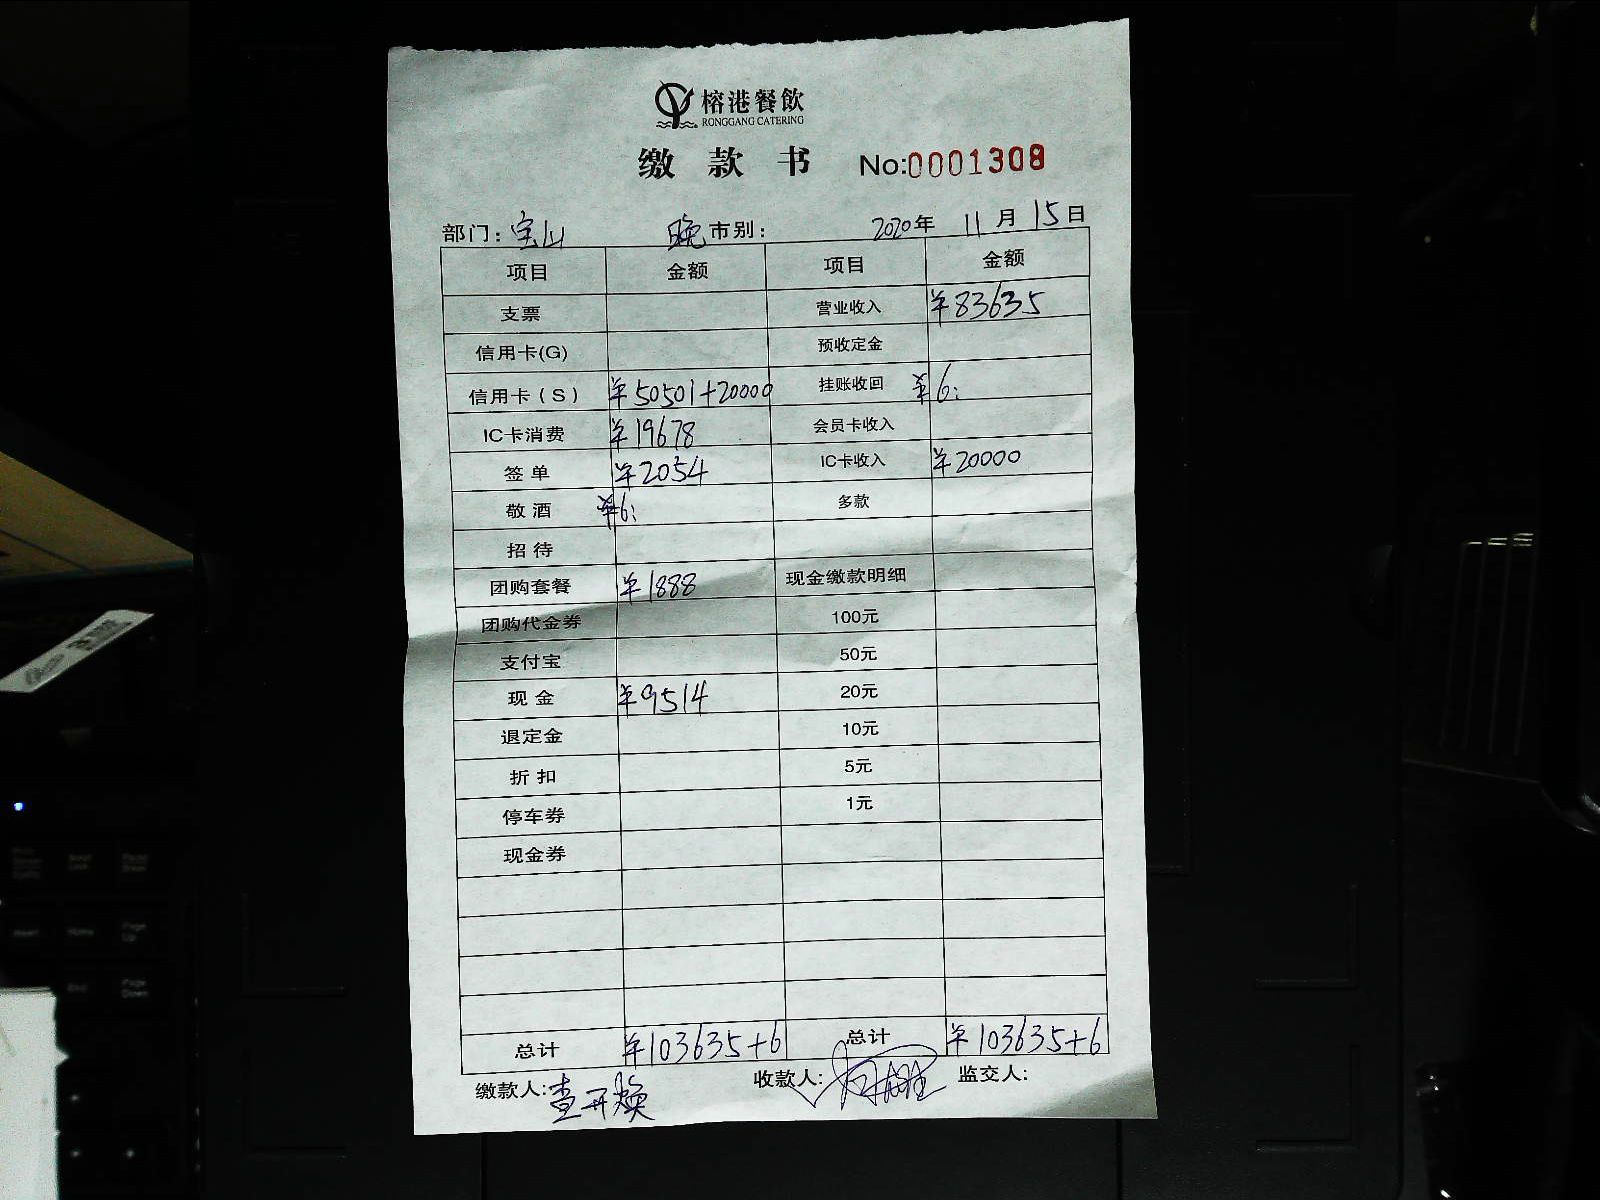 榕港餐飲
RONGGANG CATERING
缴款书 No:0001308
部门：宝山 晚市别： 2020年11月15日
项目 金额 项目 金额
支票 营业收入 ¥83635
信用卡(G) 预收定金
信用卡（S） ¥50501+20000 挂账收回 ¥6:
IC卡消费 ¥19678 会员卡收入
签单 ¥2054 IC卡收入 ¥20000
敬酒 ¥6: 多款
招待
团购套餐 ¥1888 现金缴款明细
团购代金券 100元
支付宝 50元
现金 ¥9514 20元
退定金 10元
折扣 5元
停车券 1元
现金券
总计 ¥103635+6 总计 ¥103635+6
缴款人:查开焕 收款人: 监交人: